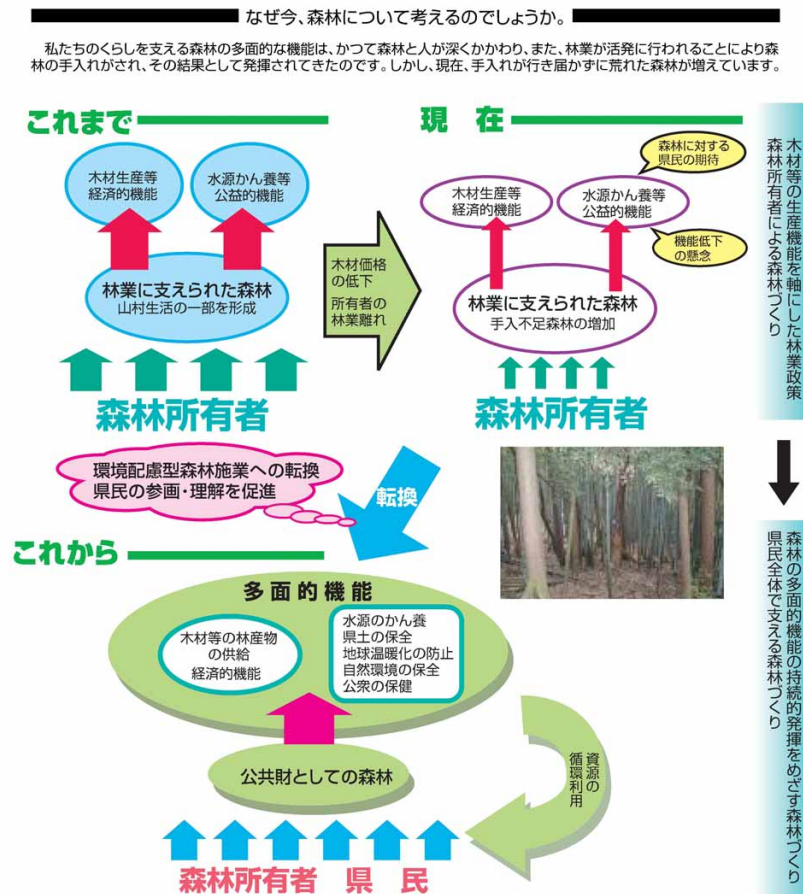 なぜ今、森林について考えるのでしょうか。
私たちのくらしを支える森林の多面的な機能は、かつて森林と人が深くかかわり、また、林業が活発に行われることにより森
林の手入れがされ、その結果として発揮されてきたのです。しかし、現在、手入れが行き届かずに荒れた森林が増えています。
これまで
木材生産等
経済的機能
水源かん養等
公益的機能
林業に支えられた森林
山村生活の一部を形成
森林所有者
木材価格
の低下
所有者の
林業離れ
現 在
森林に対する
県民の期待
木材生産等
経済的機能
水源かん養等
公益的機能
機能低下
の懸念
林業に支えられた森林
手入不足森林の増加
森林所有者
木材等の生産機能を軸にした林業政策
森林所有者による森林づくり
環境配慮型森林施業への転換
県民の参画・理解を促進
転換
これから
多面的機能
木材等の林産物
の供給
経済的機能
水源のかん養
県土の保全
地球温暖化の防止
自然環境の保全
公衆の保健
公共財としての森林
資源の
循環利用
森林所有者 県 民
森林の多面的機能の持続的発揮をめざす森林づくり
県民全体で支える森林づくり